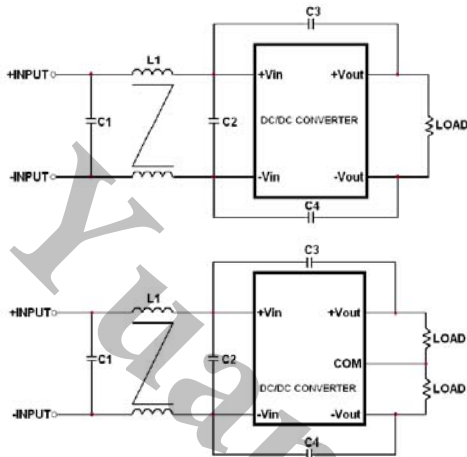 C3
L1
+INPUT
+Vin
+Vout
C1
C2
DC/DC CONVERTER
LOAD
-INPUT
-Vin
-Vout
C4
C3
L1
+INPUT
+Vin
+Vout
LOAD
C1
C2
COM
DC/DC CONVERTER
LOAD
-INPUT
-Vin
-Vout
C4
Yuan